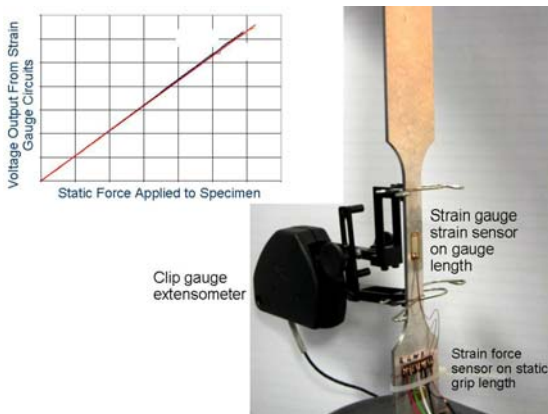 Voltage Output From Strain
Gauge Circuits
Static Force Applied to Specimen
Strain gauge
strain sensor
on gauge
length
Clip gauge
extensometer
Strain force
sensor on static
grip length